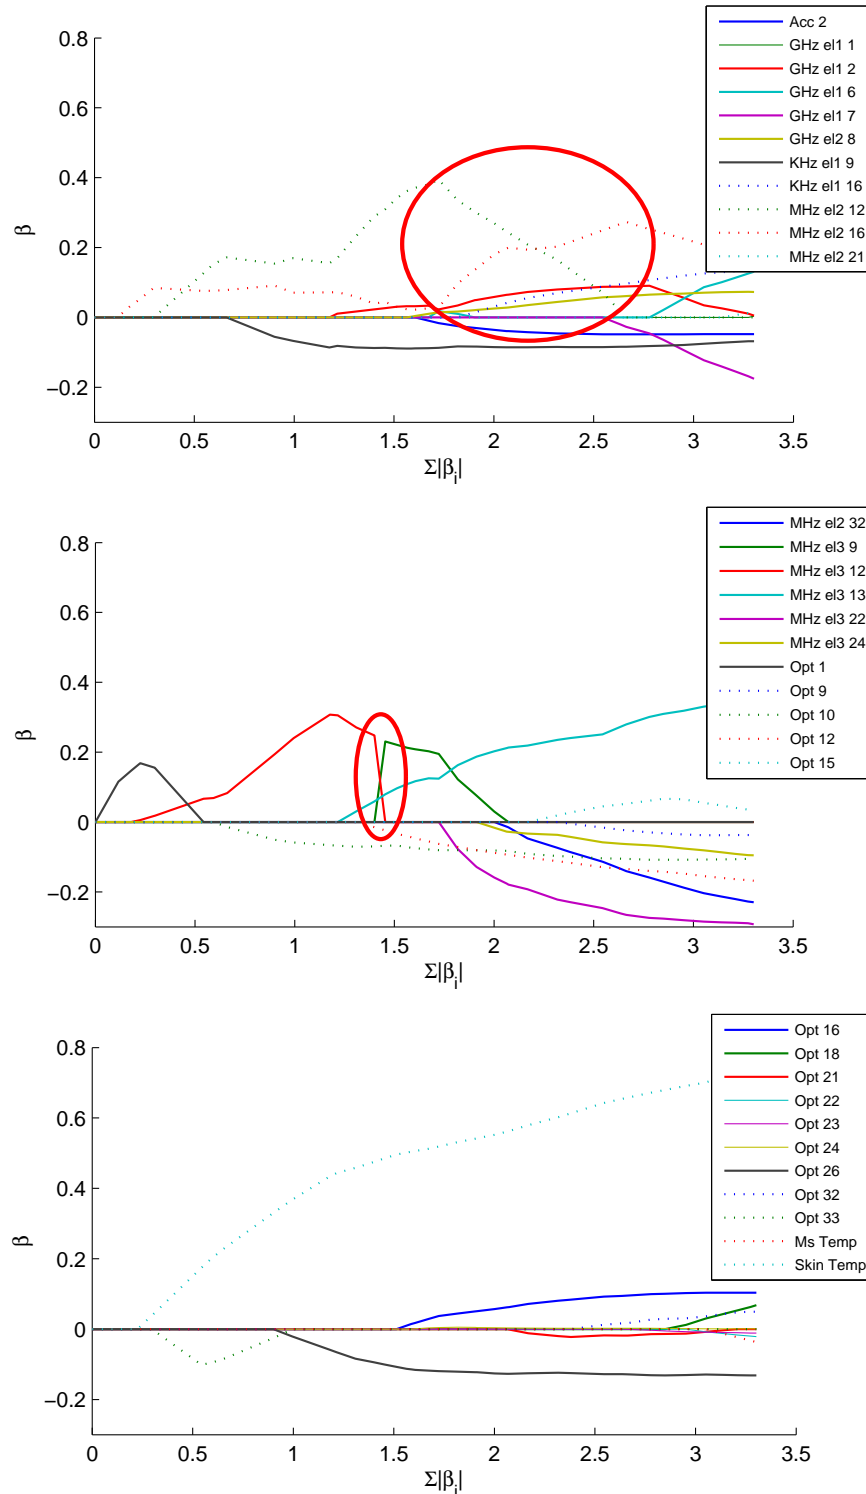 0.8
0.6
0.4
0.2
0
−0.2
β
0
0.5
1
1.5
2
2.5
3
3.5
Σ|βi|
Acc 2
GHz el1 1
GHz el1 2
GHz el1 6
GHz el1 7
GHz el2 8
KHz el1 9
KHz el1 16
MHz el2 12
MHz el2 16
MHz el2 21
0.8
0.6
0.4
0.2
0
−0.2
β
0
0.5
1
1.5
2
2.5
3
3.5
Σ|βi|
MHz el2 32
MHz el3 9
MHz el3 12
MHz el3 13
MHz el3 22
MHz el3 24
Opt 1
Opt 9
Opt 10
Opt 12
Opt 15
0.8
0.6
0.4
0.2
0
−0.2
β
0
0.5
1
1.5
2
2.5
3
3.5
Σ|βi|
Opt 16
Opt 18
Opt 21
Opt 22
Opt 23
Opt 24
Opt 26
Opt 32
Opt 33
Ms Temp
Skin Temp